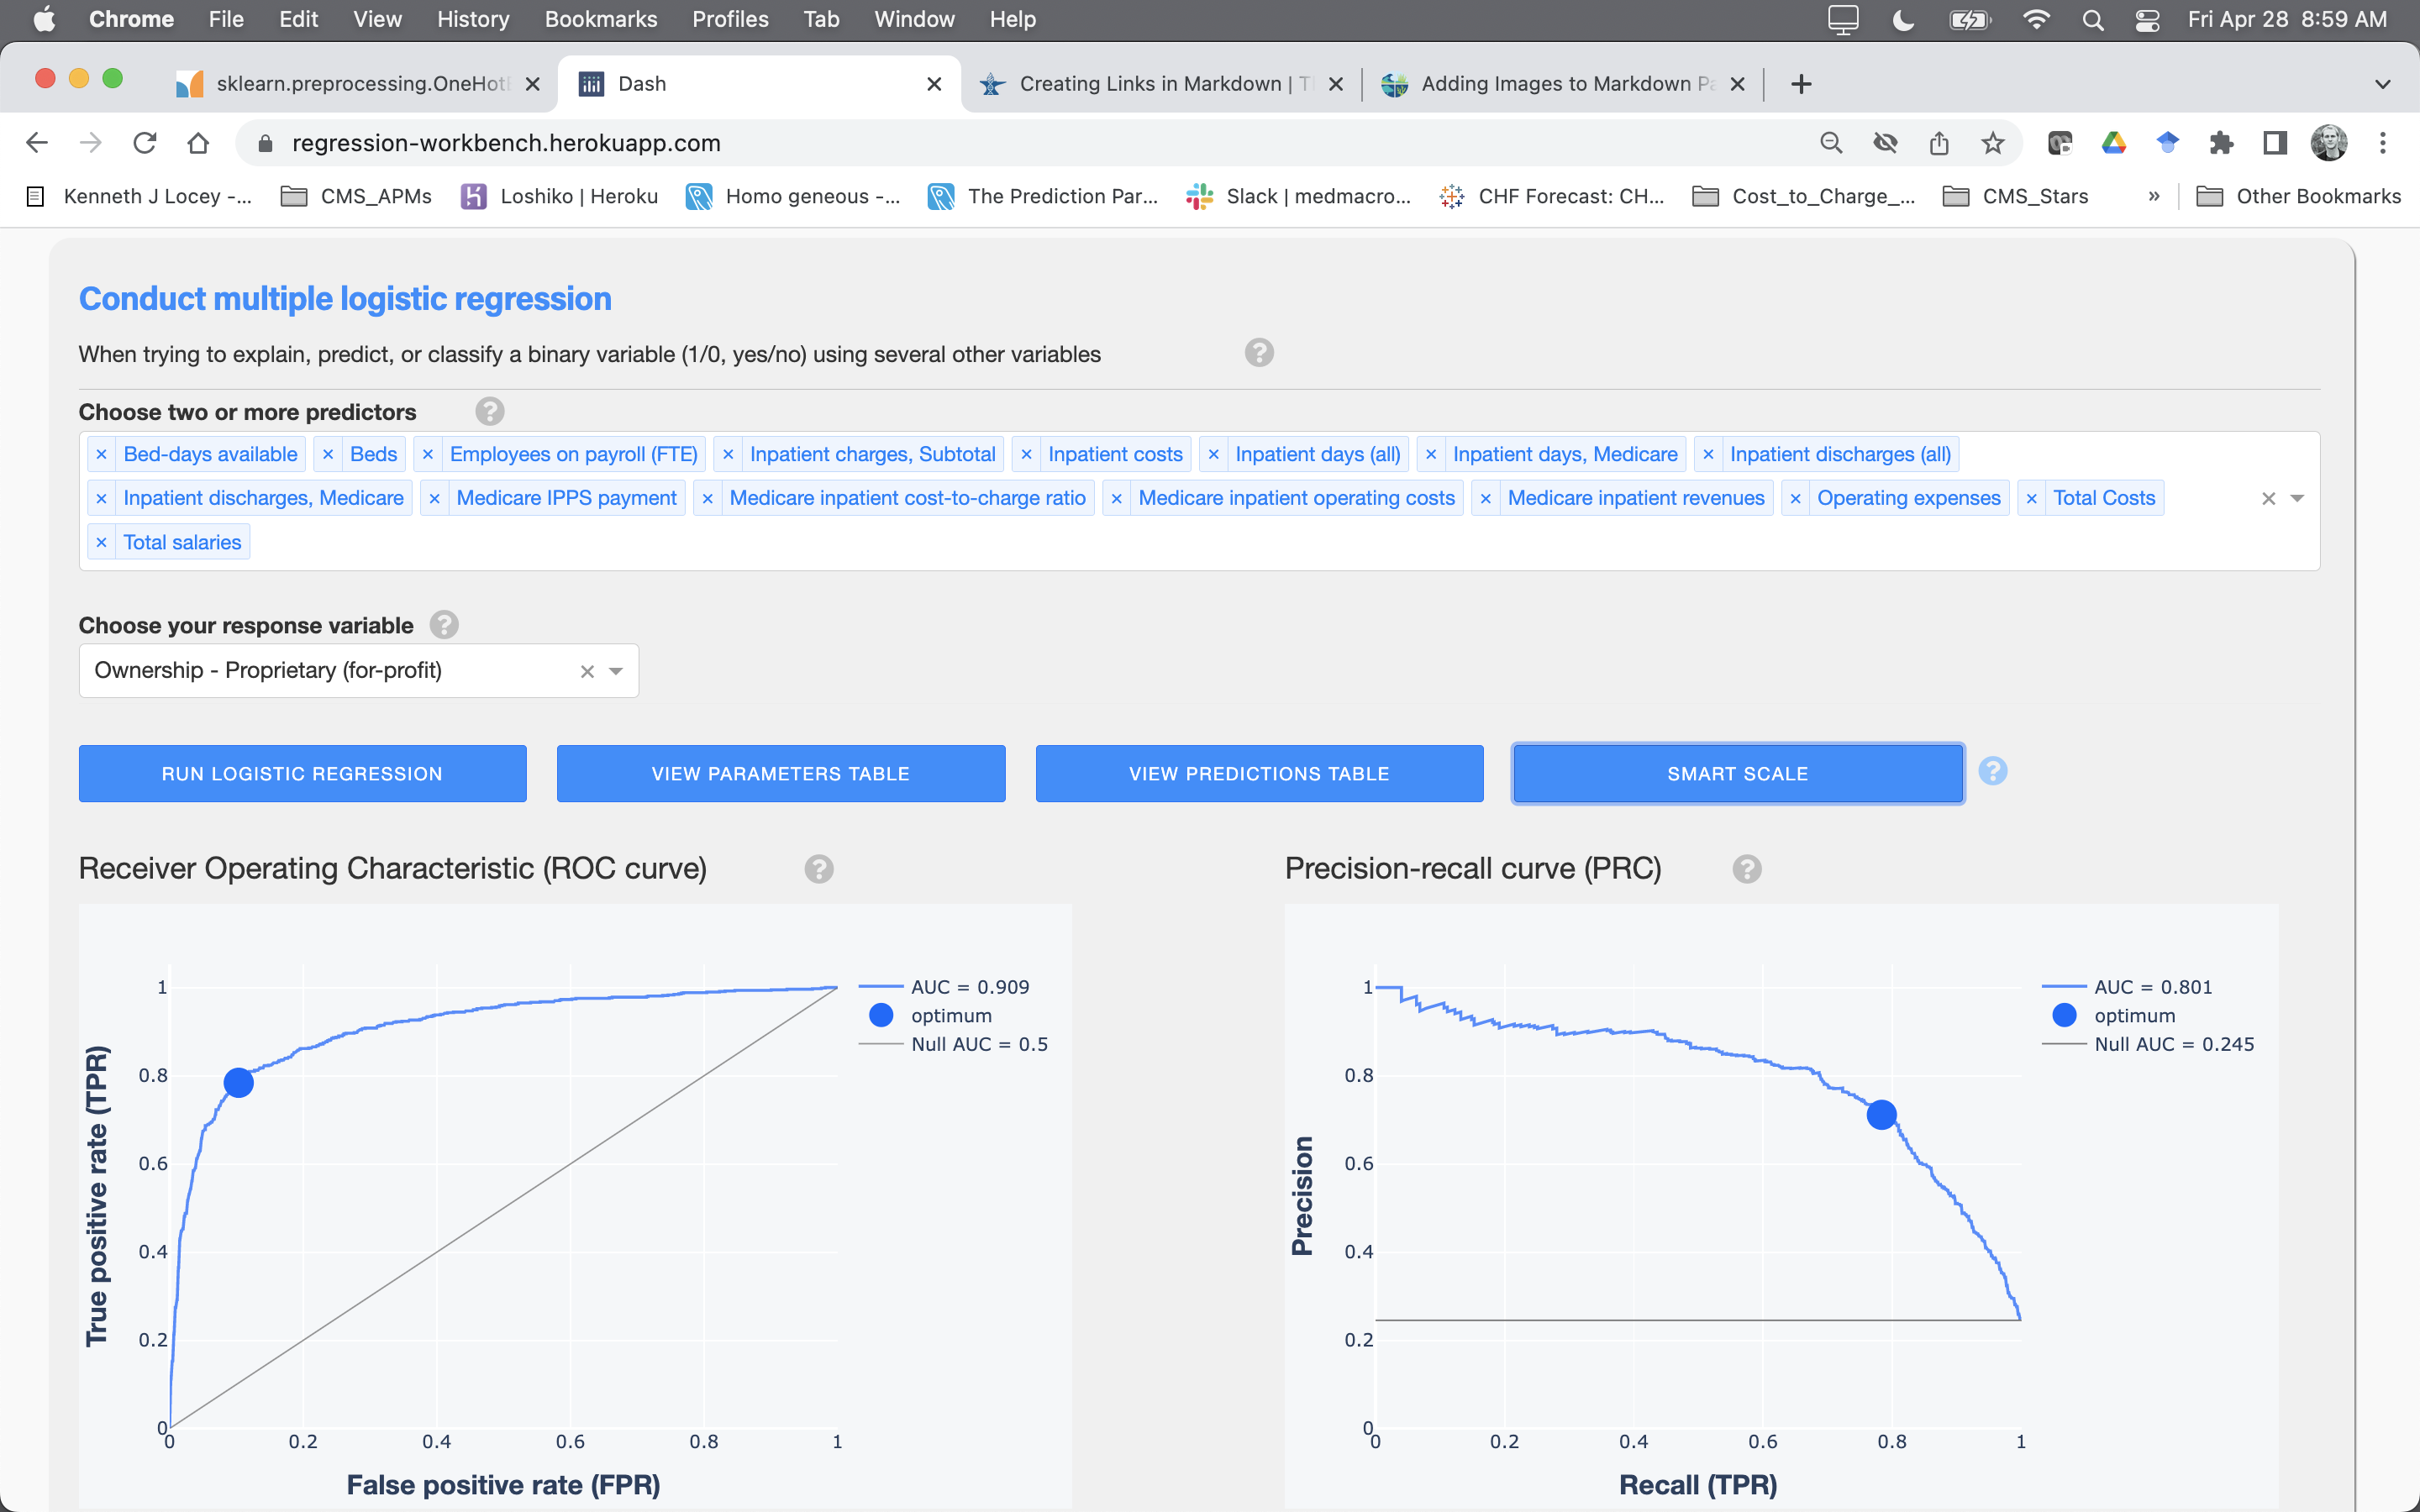 Chrome File Edit View History Bookmarks Profiles Tab Window Help Fri Apr 28 8:59 AM
sklearn.preprocessing.OneHotE Dash Creating Links in Markdown | T Adding Images to Markdown Pa
regression-workbench.herokuapp.com
Kenneth J Locey -... CMS_APMs Loshiko | Heroku Homo geneous -... The Prediction Par... Slack | medmacro... CHF Forecast: CH... Cost_to_Charge_... CMS_Stars » Other Bookmarks
Conduct multiple logistic regression
When trying to explain, predict, or classify a binary variable (1/0, yes/no) using several other variables ?
Choose two or more predictors ?
× Bed-days available × Beds × Employees on payroll (FTE) × Inpatient charges, Subtotal × Inpatient costs × Inpatient days (all) × Inpatient days, Medicare × Inpatient discharges (all)
× Inpatient discharges, Medicare × Medicare IPPS payment × Medicare inpatient cost-to-charge ratio × Medicare inpatient operating costs × Medicare inpatient revenues × Operating expenses × Total Costs ×
× Total salaries
Choose your response variable ?
Ownership - Proprietary (for-profit) ×
RUN LOGISTIC REGRESSION VIEW PARAMETERS TABLE VIEW PREDICTIONS TABLE SMART SCALE ?
Receiver Operating Characteristic (ROC curve) ?
1
0.8
0.6
0.4
0.2
0
0 0.2 0.4 0.6 0.8 1
True positive rate (TPR)
False positive rate (FPR)
AUC = 0.909
optimum
Null AUC = 0.5
Precision-recall curve (PRC) ?
1
0.8
0.6
0.4
0.2
0
0 0.2 0.4 0.6 0.8 1
Precision
Recall (TPR)
AUC = 0.801
optimum
Null AUC = 0.245